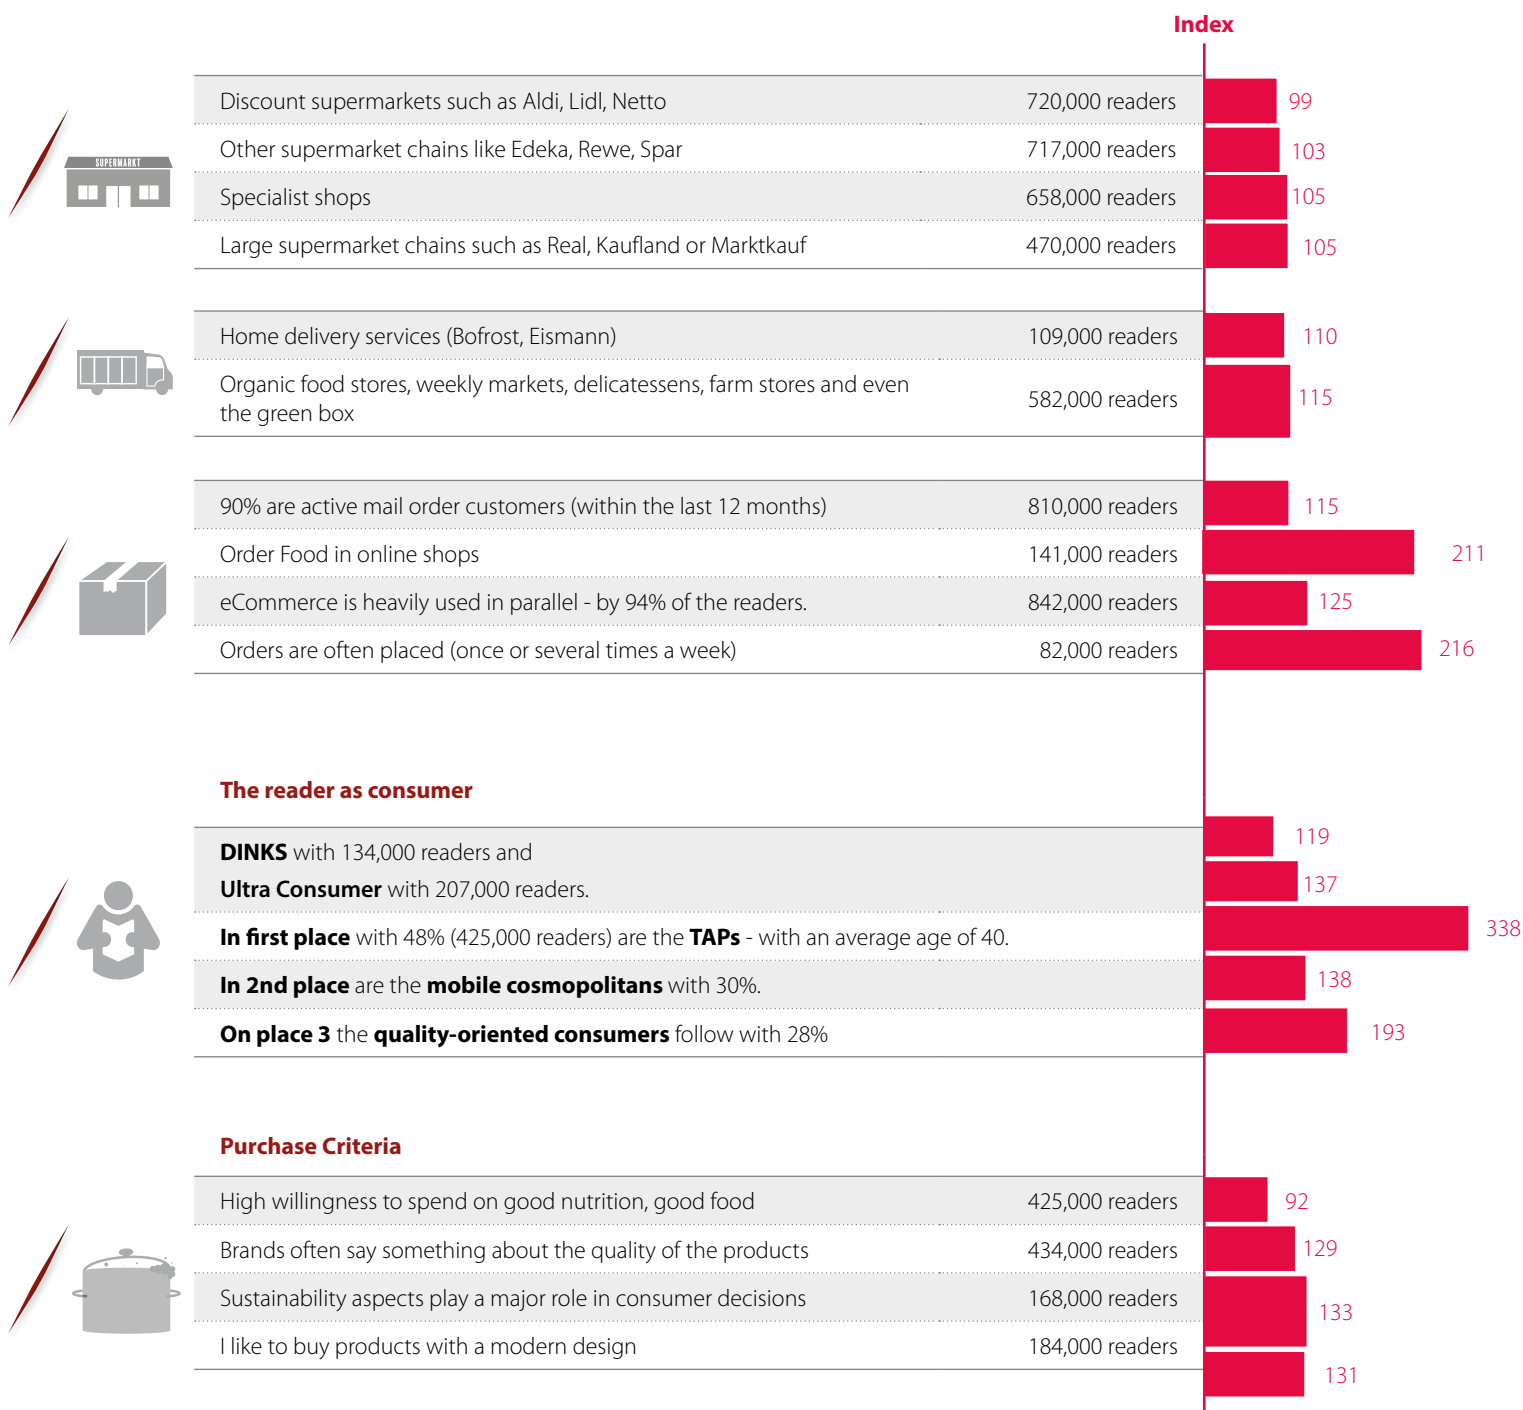 Index
Discount supermarkets such as Aldi, Lidl, Netto 720,000 readers 99
SUPERMARKT
Other supermarket chains like Edeka, Rewe, Spar 717,000 readers 103
Specialist shops 658,000 readers 105
Large supermarket chains such as Real, Kaufland or Marktkauf 470,000 readers 105
Home delivery services (Bofrost, Eismann) 109,000 readers 110
Organic food stores, weekly markets, delicatessens, farm stores and even
the green box 582,000 readers 115
90% are active mail order customers (within the last 12 months) 810,000 readers 115
Order Food in online shops 141,000 readers 211
eCommerce is heavily used in parallel - by 94% of the readers. 842,000 readers 125
Orders are often placed (once or several times a week) 82,000 readers 216
The reader as consumer
DINKS with 134,000 readers and 119
Ultra Consumer with 207,000 readers. 137
In first place with 48% (425,000 readers) are the TAPs - with an average age of 40. 338
In 2nd place are the mobile cosmopolitans with 30%. 138
On place 3 the quality-oriented consumers follow with 28% 193
Purchase Criteria
High willingness to spend on good nutrition, good food 425,000 readers 92
Brands often say something about the quality of the products 434,000 readers 129
Sustainability aspects play a major role in consumer decisions 168,000 readers 133
I like to buy products with a modern design 184,000 readers 131